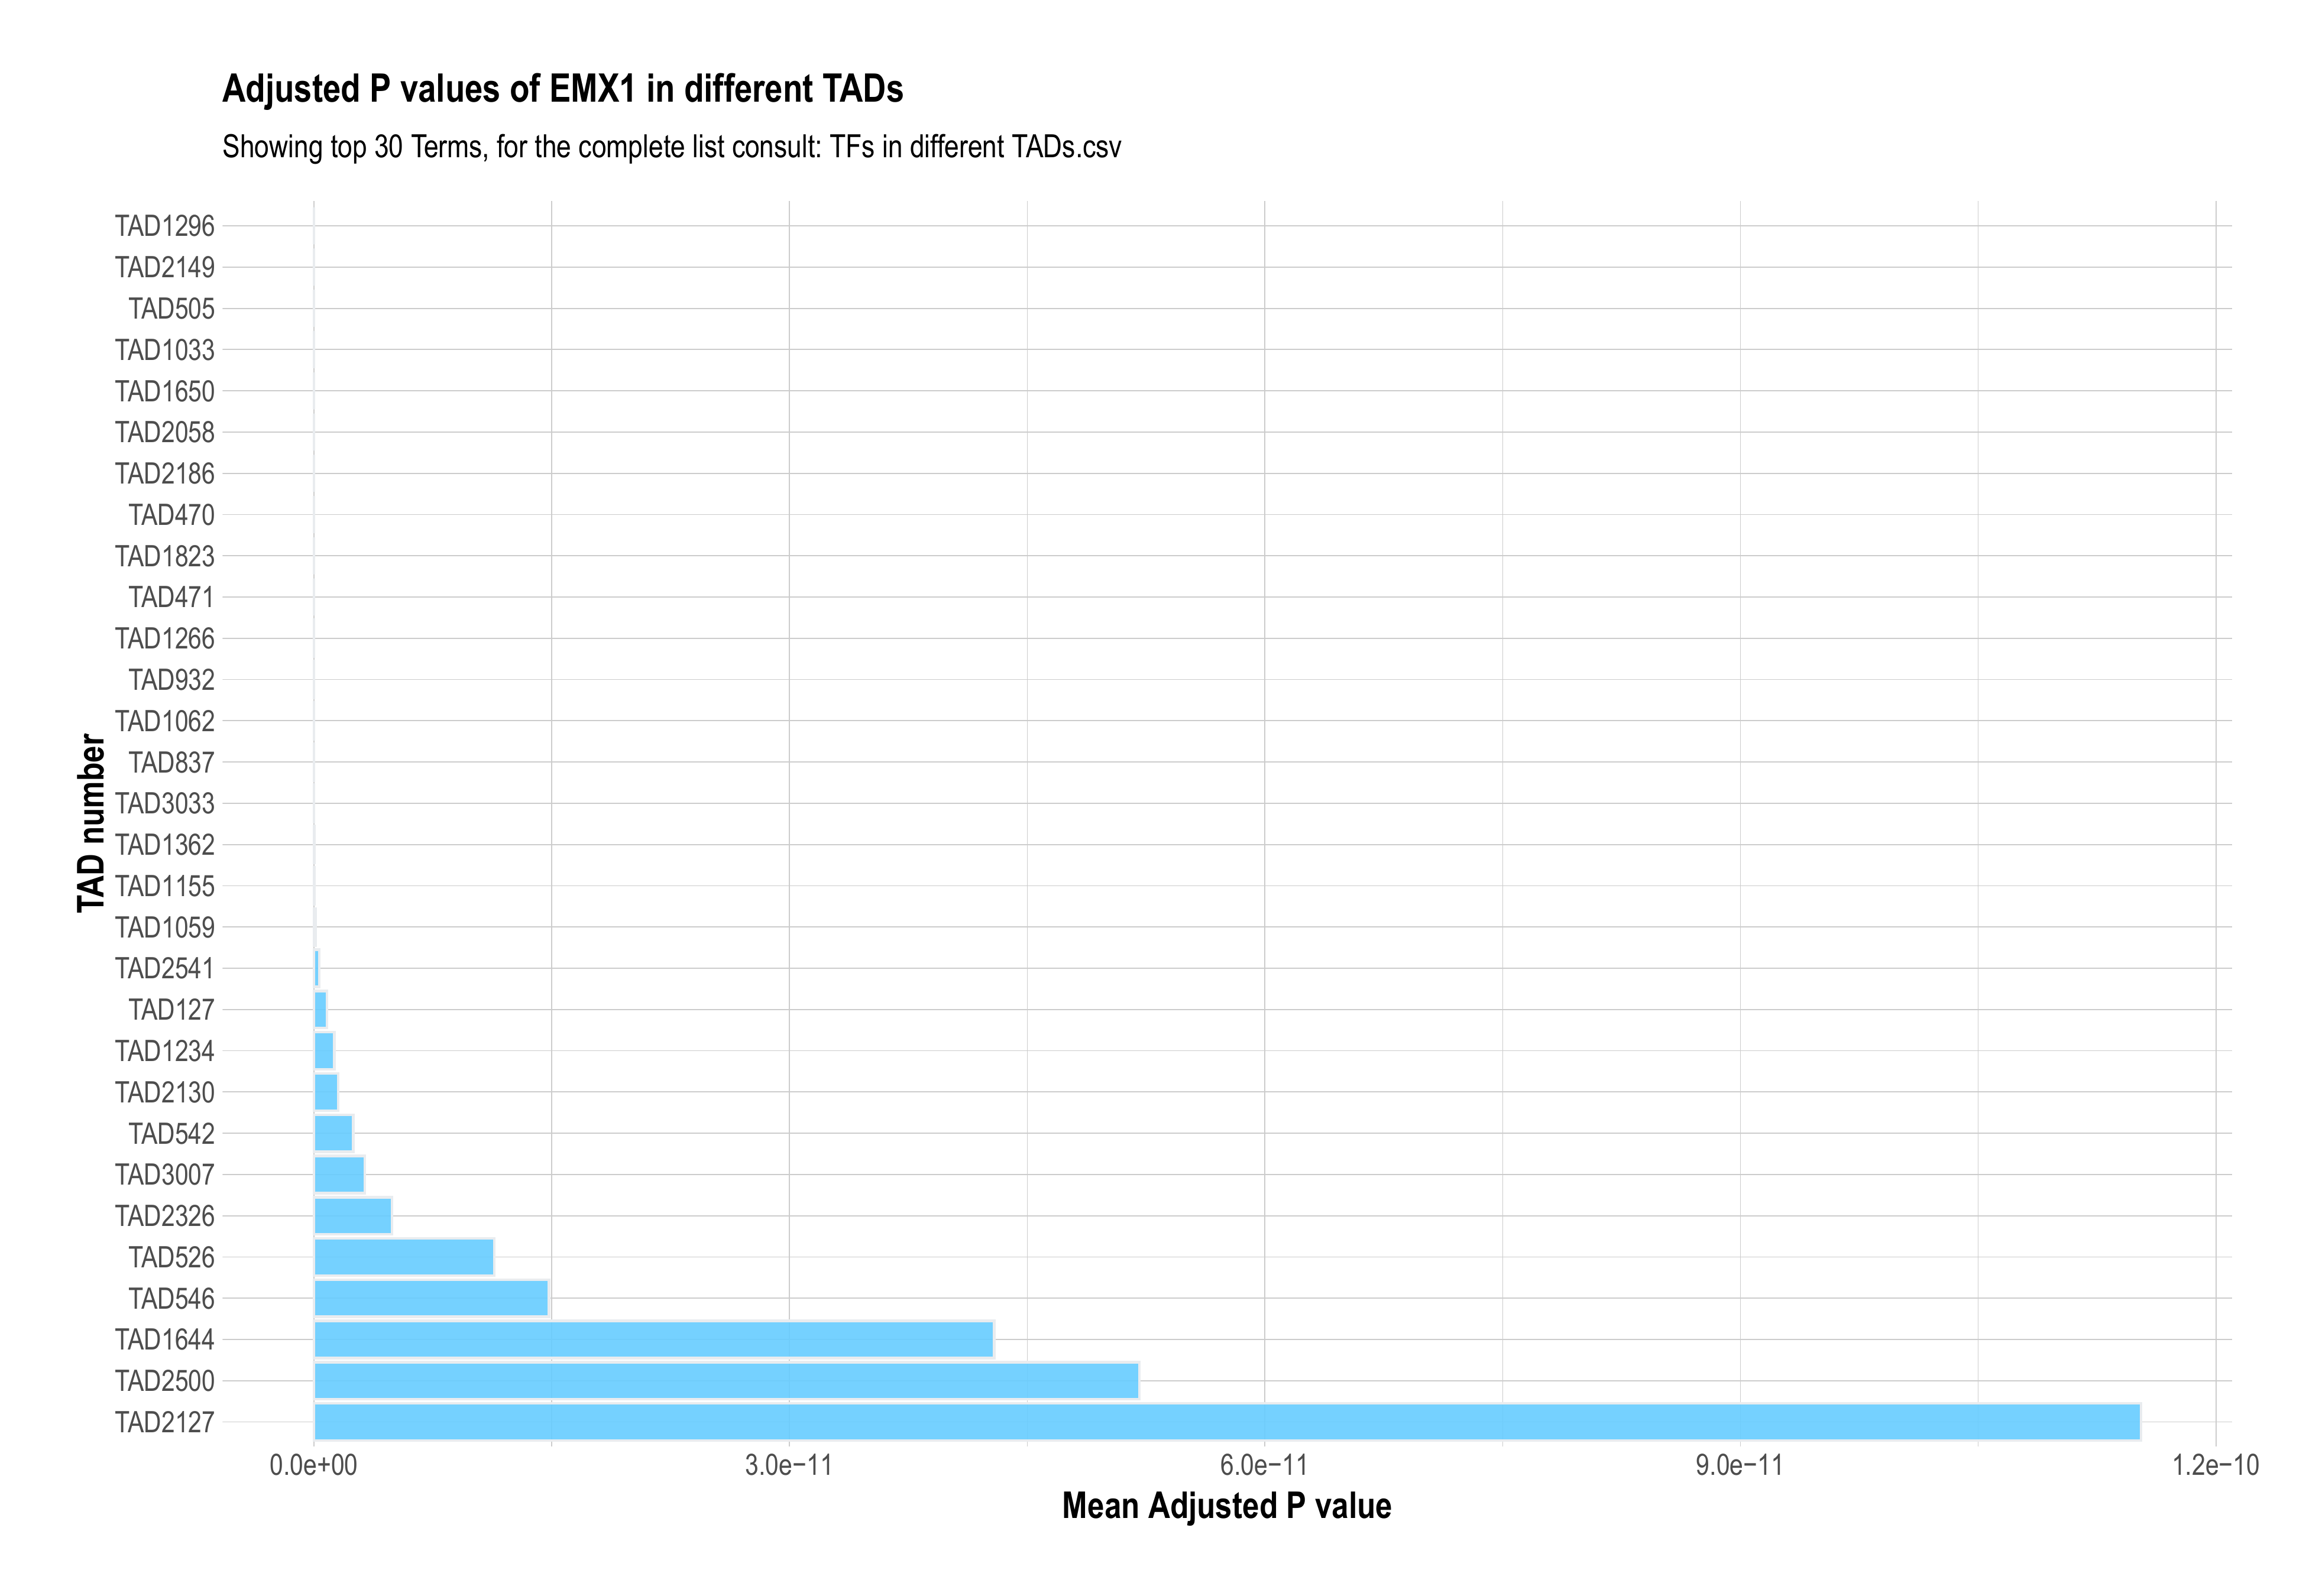 Adjusted P values of EMX1 in different TADs
Showing top 30 Terms, for the complete list consult: TFs in different TADs.csv
TAD number
TAD1296
TAD2149
TAD505
TAD1033
TAD1650
TAD2058
TAD2186
TAD470
TAD1823
TAD471
TAD1266
TAD932
TAD1062
TAD837
TAD3033
TAD1362
TAD1155
TAD1059
TAD2541
TAD127
TAD1234
TAD2130
TAD542
TAD3007
TAD2326
TAD526
TAD546
TAD1644
TAD2500
TAD2127
0.0e+00 3.0e−11 6.0e−11 9.0e−11 1.2e−10
Mean Adjusted P value